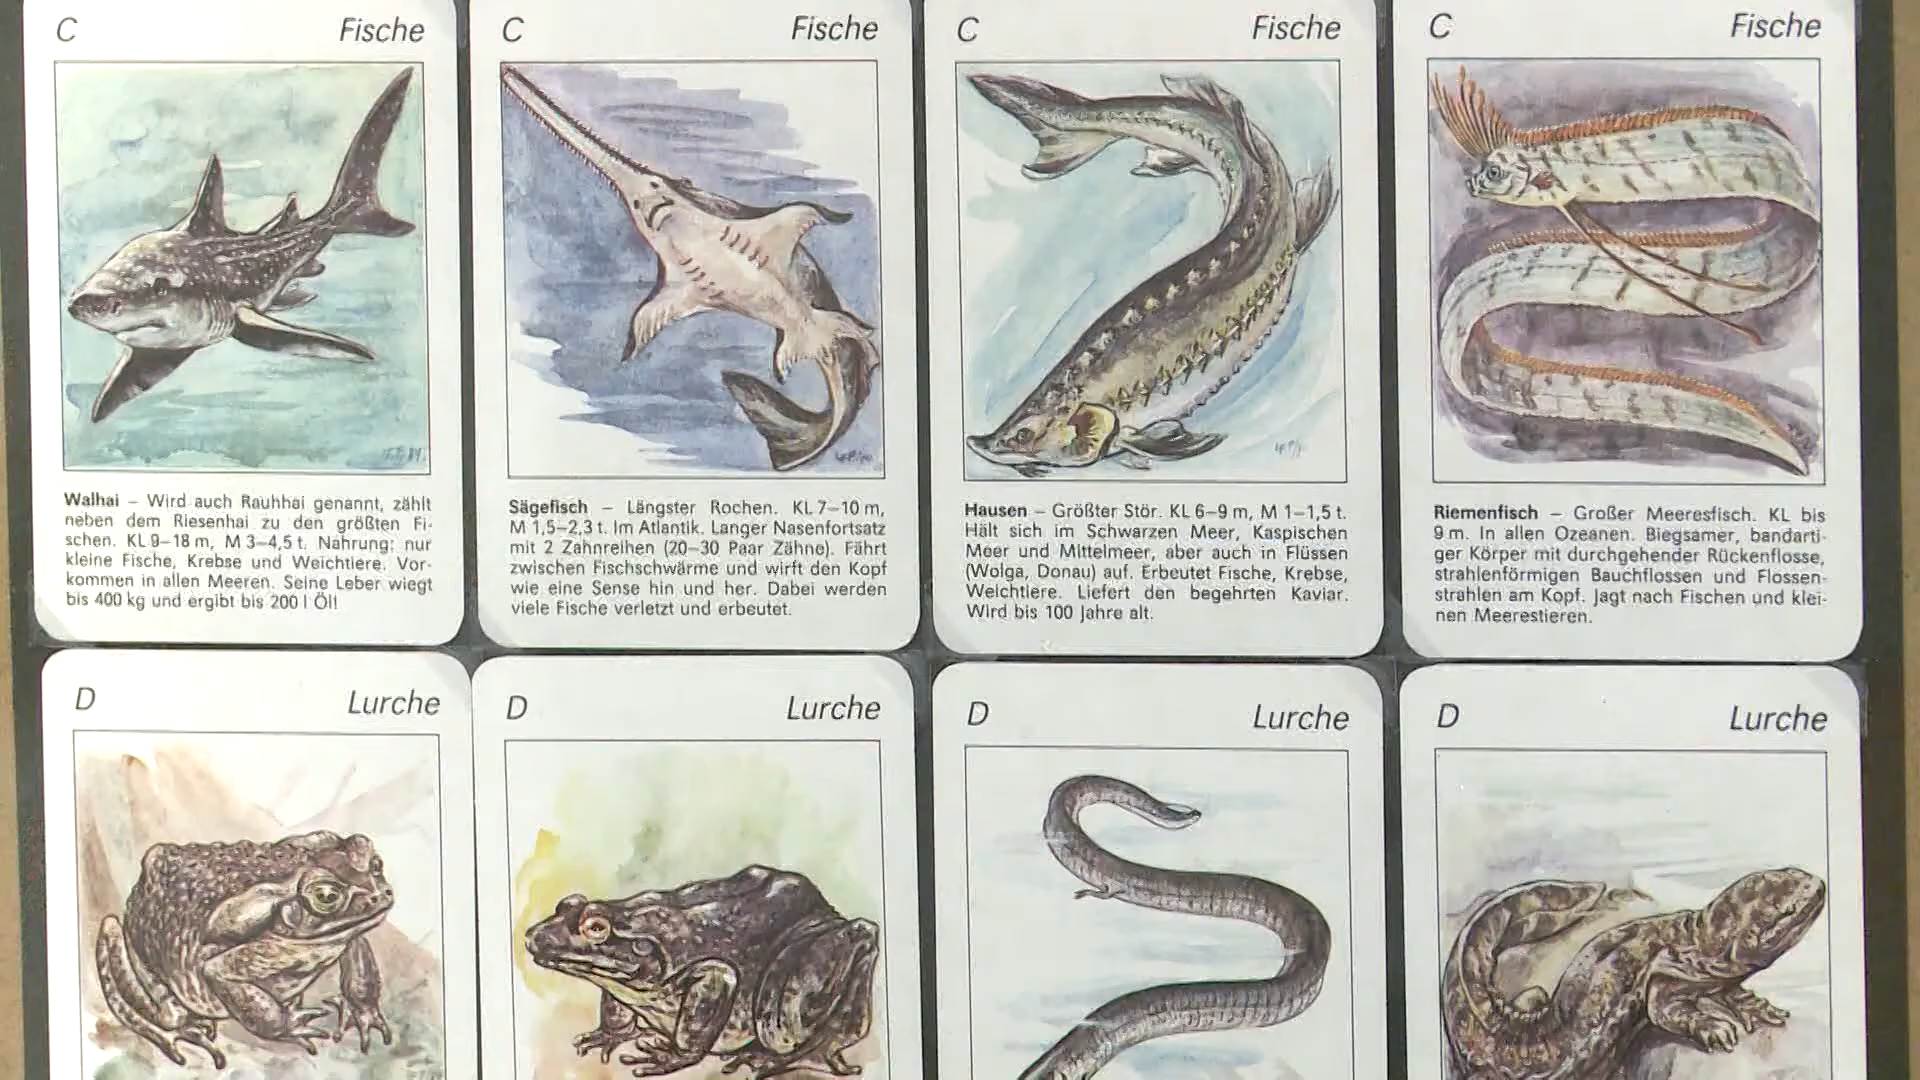 C Fische
Walhai – Wird auch Rauhhai genannt, zählt
neben dem Riesenhai zu den größten Fi-
schen. KL 9–18 m, M 3–4,5 t. Nahrung: nur
kleine Fische, Krebse und Weichtiere. Vor-
kommen in allen Meeren. Seine Leber wiegt
bis 400 kg und ergibt bis 200 l Öl!
C Fische
Sägefisch – Längster Rochen. KL 7–10 m,
M 1,5–2,3 t. Im Atlantik. Langer Nasenfortsatz
mit 2 Zahnreihen (20–30 Paar Zähne). Fährt
zwischen Fischschwärme und wirft den Kopf
wie eine Sense hin und her. Dabei werden
viele Fische verletzt und erbeutet.
C Fische
Hausen – Größter Stör. KL 6–9 m, M 1–1,5 t.
Hält sich im Schwarzen Meer, Kaspischen
Meer und Mittelmeer, aber auch in Flüssen
(Wolga, Donau) auf. Erbeutet Fische, Krebse,
Weichtiere. Liefert den begehrten Kaviar.
Wird bis 100 Jahre alt.
C Fische
Riemenfisch – Großer Meeresfisch. KL bis
9 m. In allen Ozeanen. Biegsamer, bandarti-
ger Körper mit durchgehender Rückenflosse,
strahlenförmigen Bauchflossen und Flossen-
strahlen am Kopf. Jagt nach Fischen und klei-
nen Meerestieren.
D Lurche
D Lurche
D Lurche
D Lurche